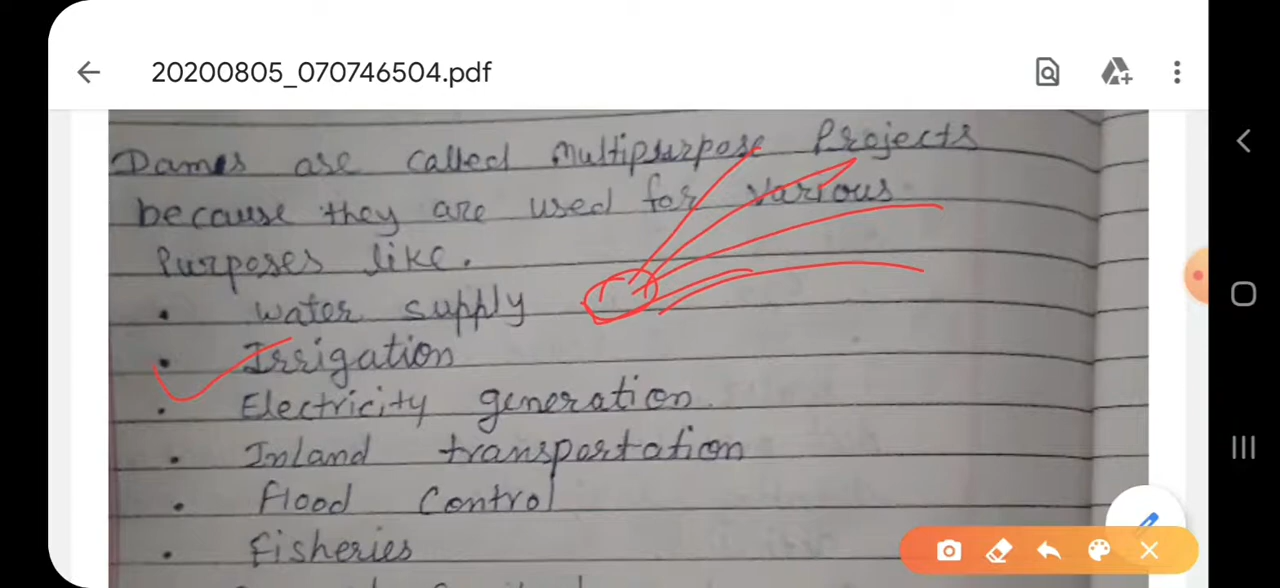 20200805_070746504.pdf
Dames are called Multipurpose Projects
because they are used for various
Purposes like.
• Water supply
• Irrigation
• Electricity generation
• Inland transportation
• Flood Control
• Fisheries